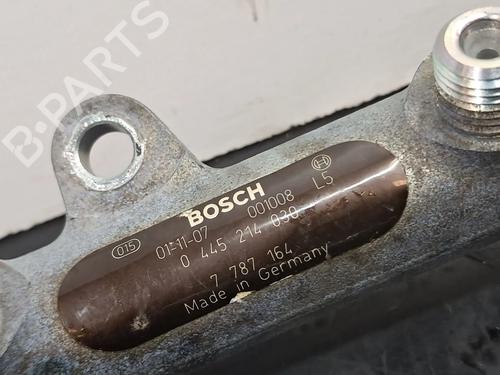 B-PARTS
BOSCH
015 01-11-07 001008 L5
0 445 214 030
7 787 164
Made in Germany